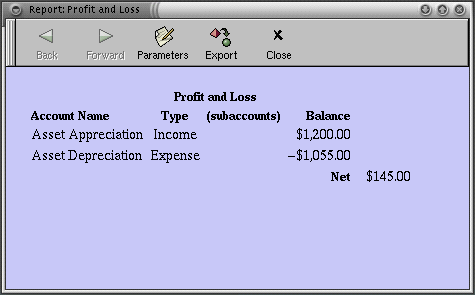 Report: Profit and Loss
Back Forward Parameters Export Close
Profit and Loss
Account Name Type (subaccounts) Balance
Asset Appreciation Income $1,200.00
Asset Depreciation Expense −$1,055.00
Net $145.00